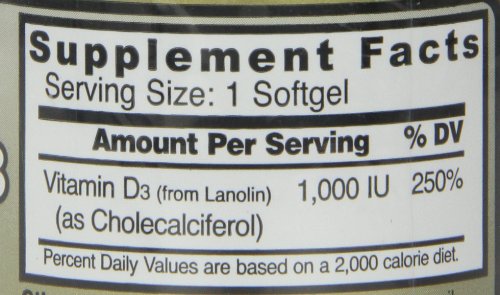 Supplement Facts
Serving Size: 1 Softgel
Amount Per Serving % DV
Vitamin D3 (from Lanolin) 1,000 IU 250%
(as Cholecalciferol)
Percent Daily Values are based on a 2,000 calorie diet.